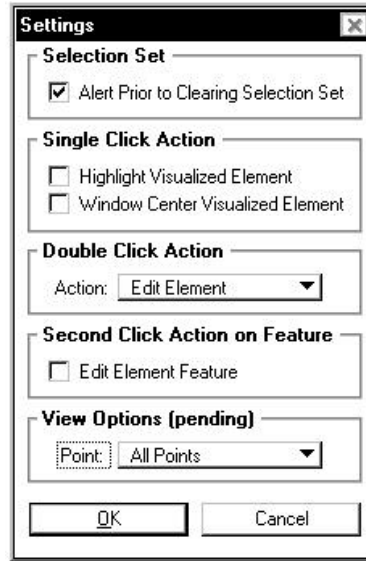 Settings
Selection Set
Alert Prior to Clearing Selection Set
Single Click Action
Highlight Visualized Element
Window Center Visualized Element
Double Click Action
Action: Edit Element
Second Click Action on Feature
Edit Element Feature
View Options (pending)
Point: All Points
OK Cancel